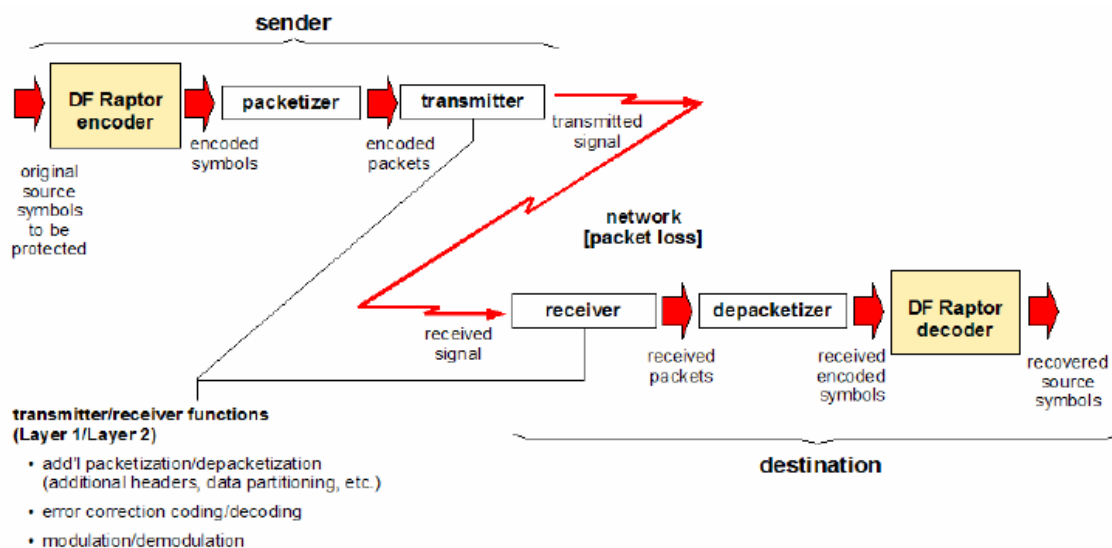 sender
DF Raptor
encoder
packetizer
transmitter
original
source
symbols
to be
protected
encoded
symbols
encoded
packets
transmitted
signal
network
[packet loss]
received
signal
receiver
depacketizer
DF Raptor
decoder
received
packets
received
encoded
symbols
recovered
source
symbols
destination
transmitter/receiver functions
(Layer 1/Layer 2)
• add'l packetization/depacketization
(additional headers, data partitioning, etc.)
• error correction coding/decoding
• modulation/demodulation